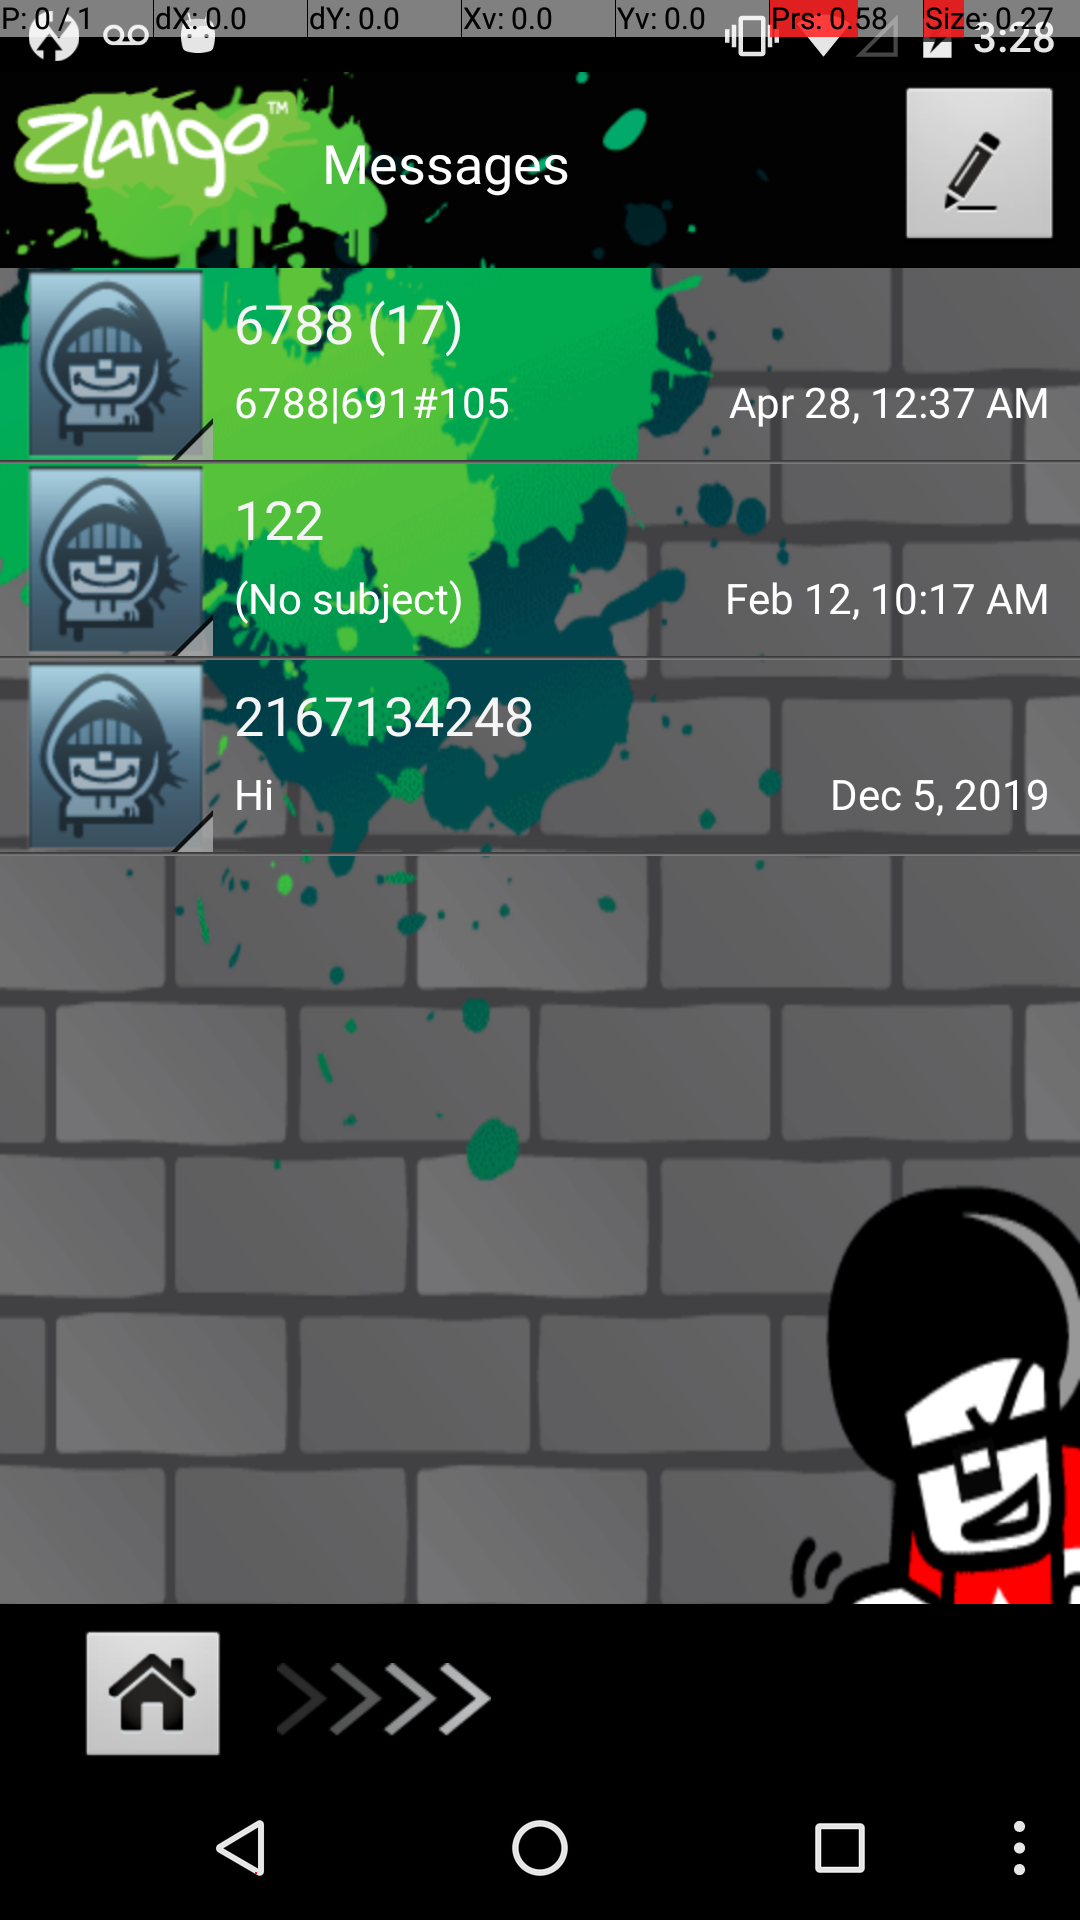 P: 0 / 1 dX: 0.0 dY: 0.0 Xv: 0.0 Yv: 0.0 Prs: 0.58 Size: 0.27
3:28
Zlango™ Messages
6788 (17)
6788|691#105 Apr 28, 12:37 AM
122
(No subject) Feb 12, 10:17 AM
2167134248
Hi Dec 5, 2019